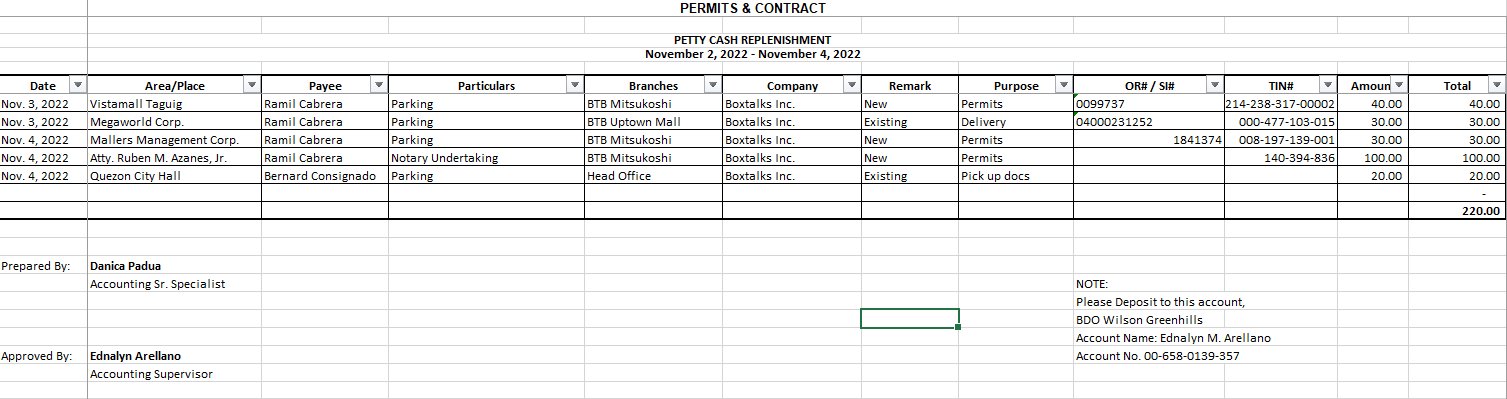 PERMITS & CONTRACT
PETTY CASH REPLENISHMENT
November 2, 2022 - November 4, 2022
Date Area/Place Payee Particulars Branches Company Remark Purpose OR# / SI# TIN# Amoun Total
Nov. 3, 2022 Vistamall Taguig Ramil Cabrera Parking BTB Mitsukoshi Boxtalks Inc. New Permits 0099737 214-238-317-00002 40.00 40.00
Nov. 3, 2022 Megaworld Corp. Ramil Cabrera Parking BTB Uptown Mall Boxtalks Inc. Existing Delivery 04000231252 000-477-103-015 30.00 30.00
Nov. 4, 2022 Mallers Management Corp. Ramil Cabrera Parking BTB Mitsukoshi Boxtalks Inc. New Permits 1841374 008-197-139-001 30.00 30.00
Nov. 4, 2022 Atty. Ruben M. Azanes, Jr. Ramil Cabrera Notary Undertaking BTB Mitsukoshi Boxtalks Inc. New Permits 140-394-836 100.00 100.00
Nov. 4, 2022 Quezon City Hall Bernard Consignado Parking Head Office Boxtalks Inc. Existing Pick up docs 20.00 20.00
-
220.00
Prepared By: Danica Padua
Accounting Sr. Specialist
NOTE:
Please Deposit to this account,
BDO Wilson Greenhills
Account Name: Ednalyn M. Arellano
Approved By: Ednalyn Arellano Account No. 00-658-0139-357
Accounting Supervisor